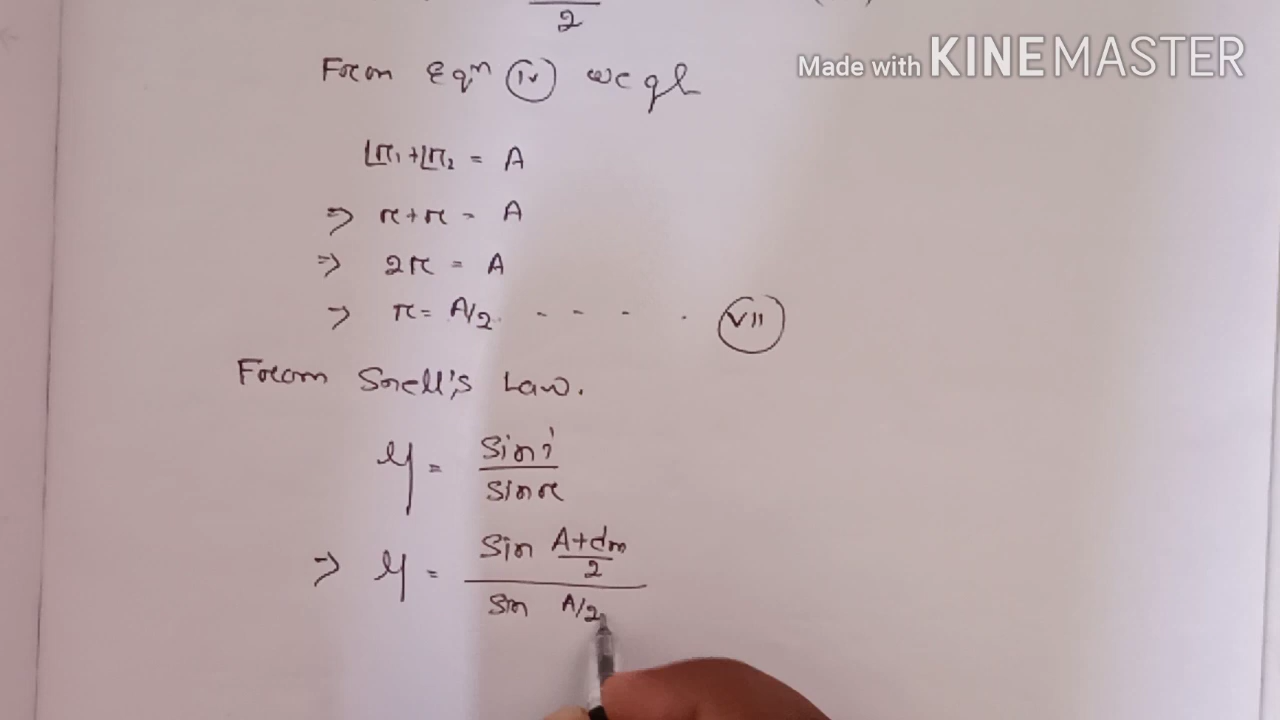 2
Made with KINEMASTER
From Eqn (iv) we get
∠r₁+∠r₂ = A
⇒ r+r = A
⇒ 2r = A
⇒ r = A/2 - - - . (VII)
From Snell's Law.
μ = Sin i / Sin r
⇒ μ = Sin (A+dm)/2 / Sin A/2